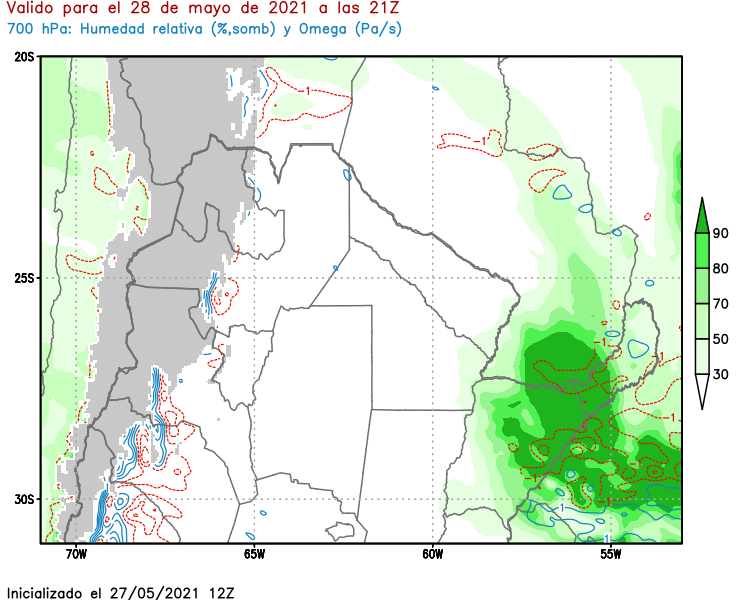 Valido para el 28 de mayo de 2021 a las 21Z
700 hPa: Humedad relativa (%,somb) y Omega (Pa/s)
20S
25S
30S
70W
65W
60W
55W
-1
-1
-1
-1
-1
-1
-1
1
1
90
80
70
50
30
Inicializado el 27/05/2021 12Z